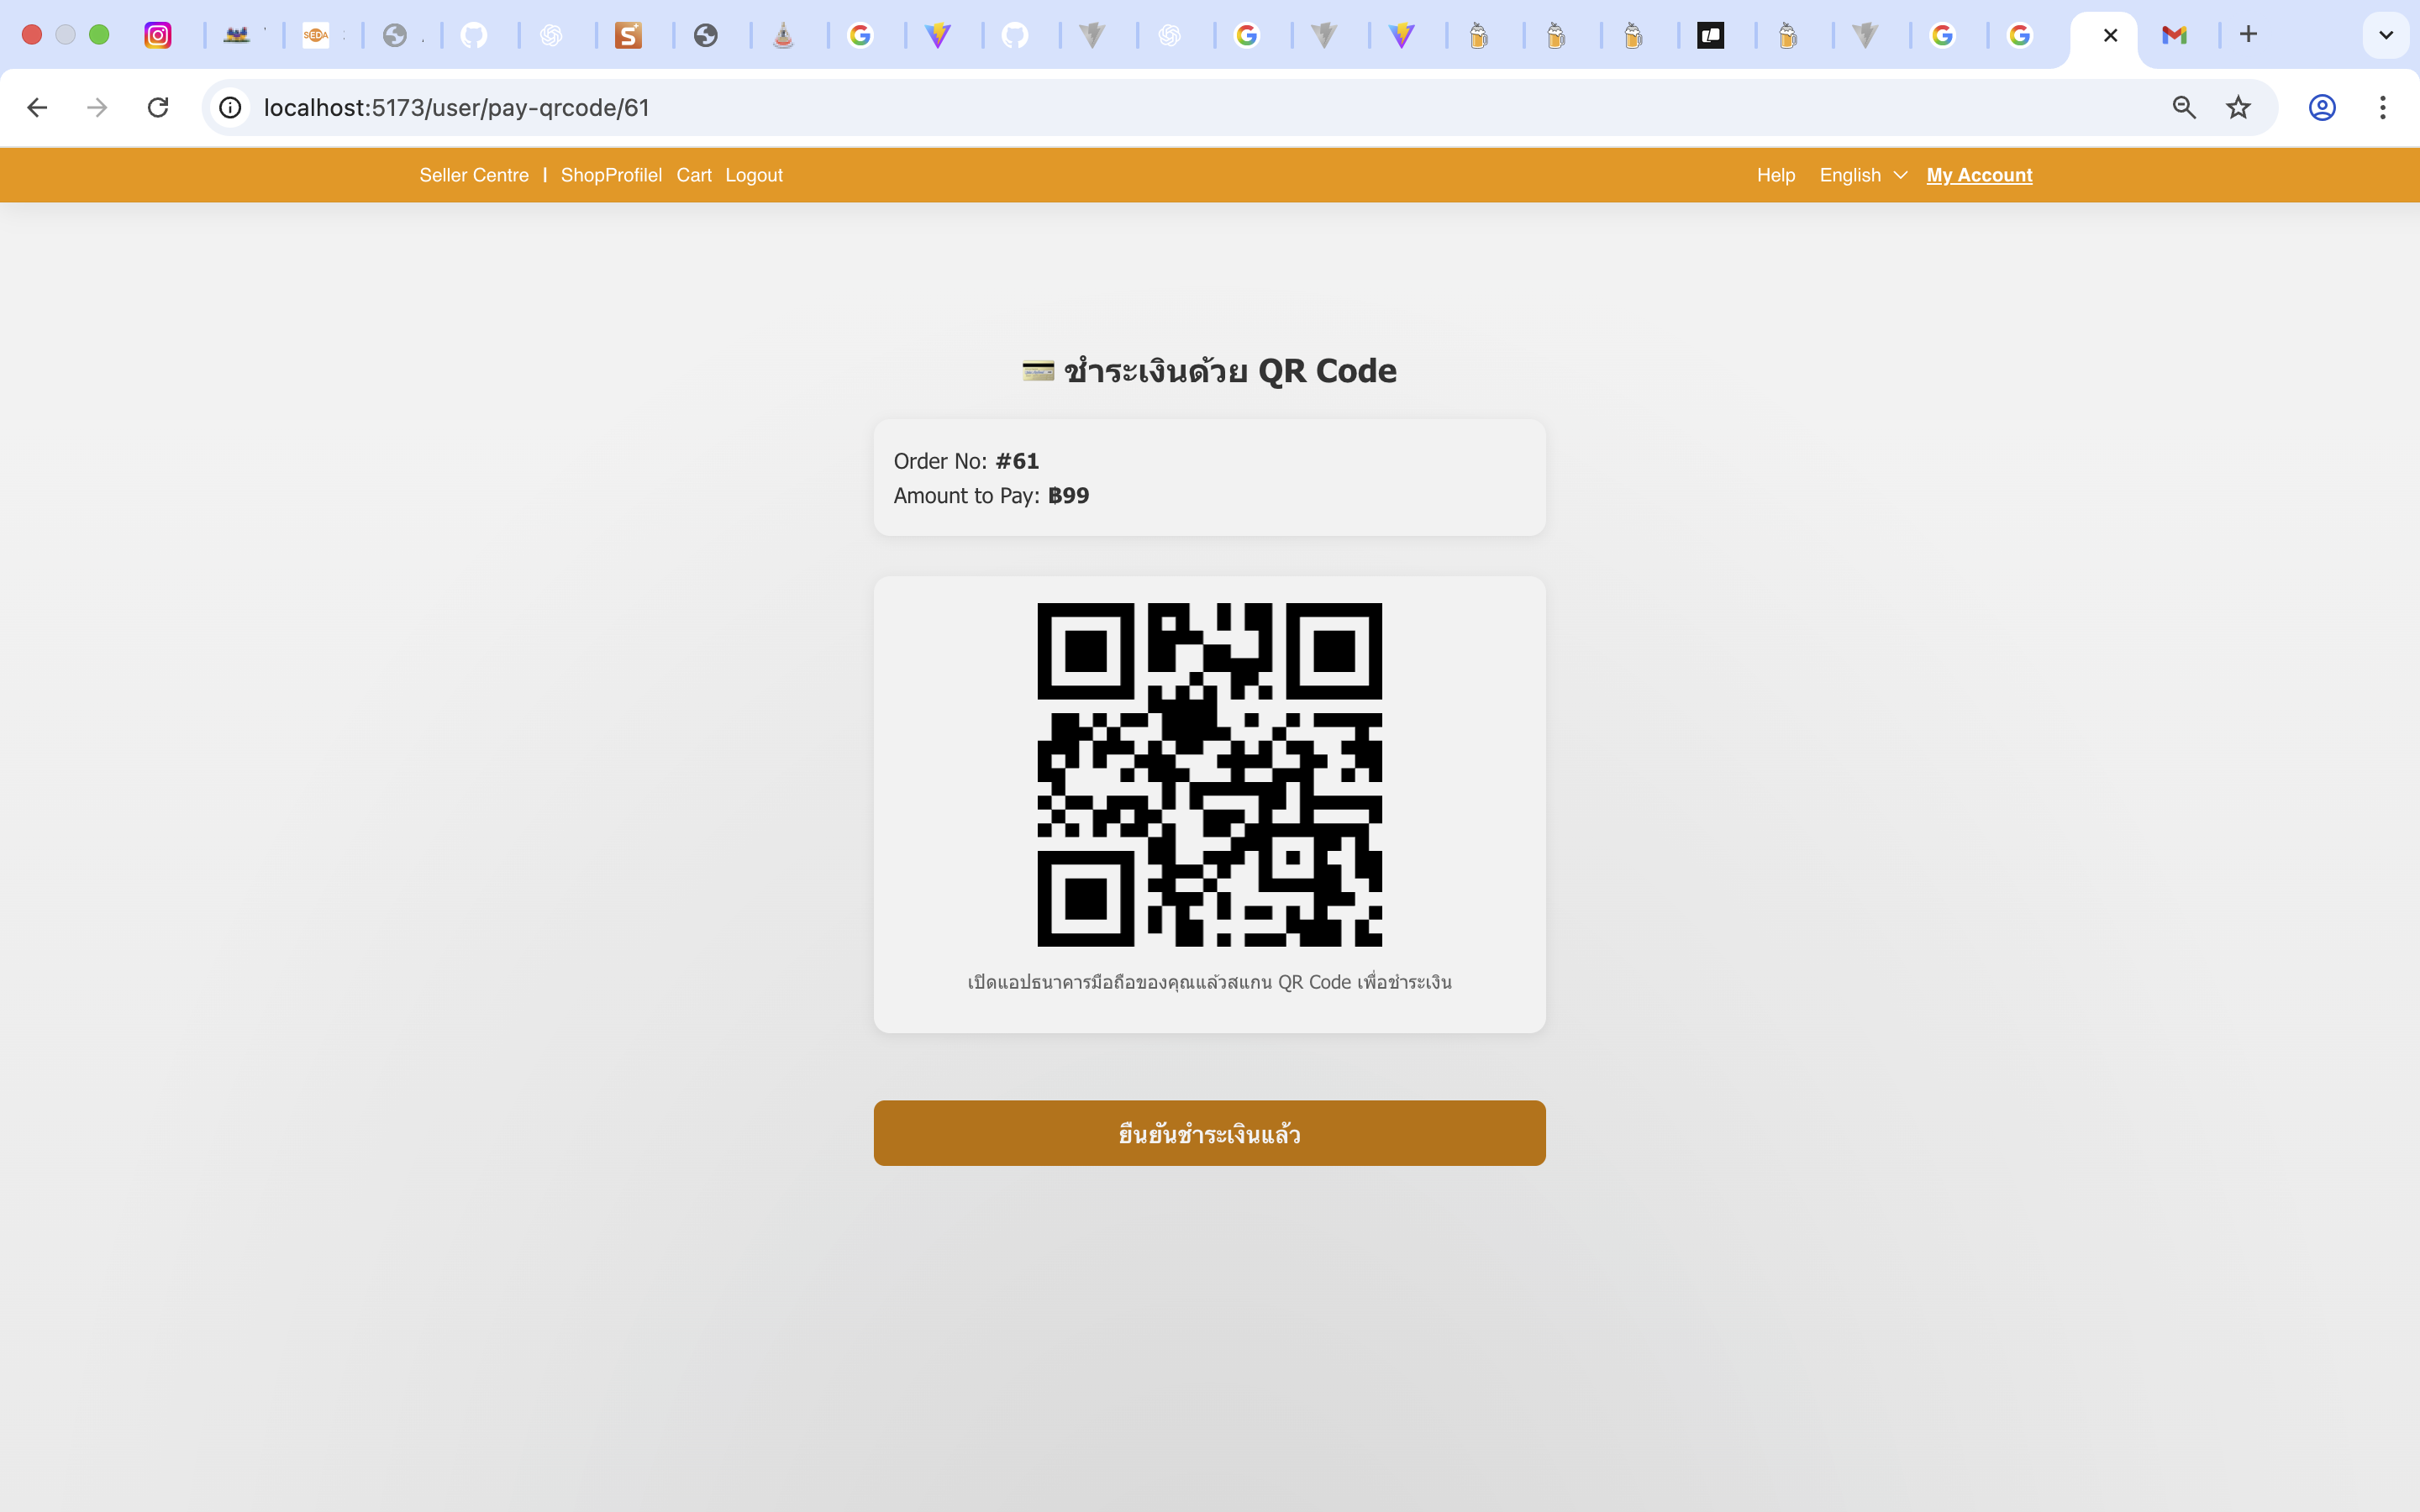 SEDA
localhost:5173/user/pay-qrcode/61
Seller Centre | ShopProfilel Cart Logout
Help English My Account
ชำระเงินด้วย QR Code
Order No: #61
Amount to Pay: ฿99
เปิดแอปธนาคารมือถือของคุณแล้วสแกน QR Code เพื่อชำระเงิน
ยืนยันชำระเงินแล้ว